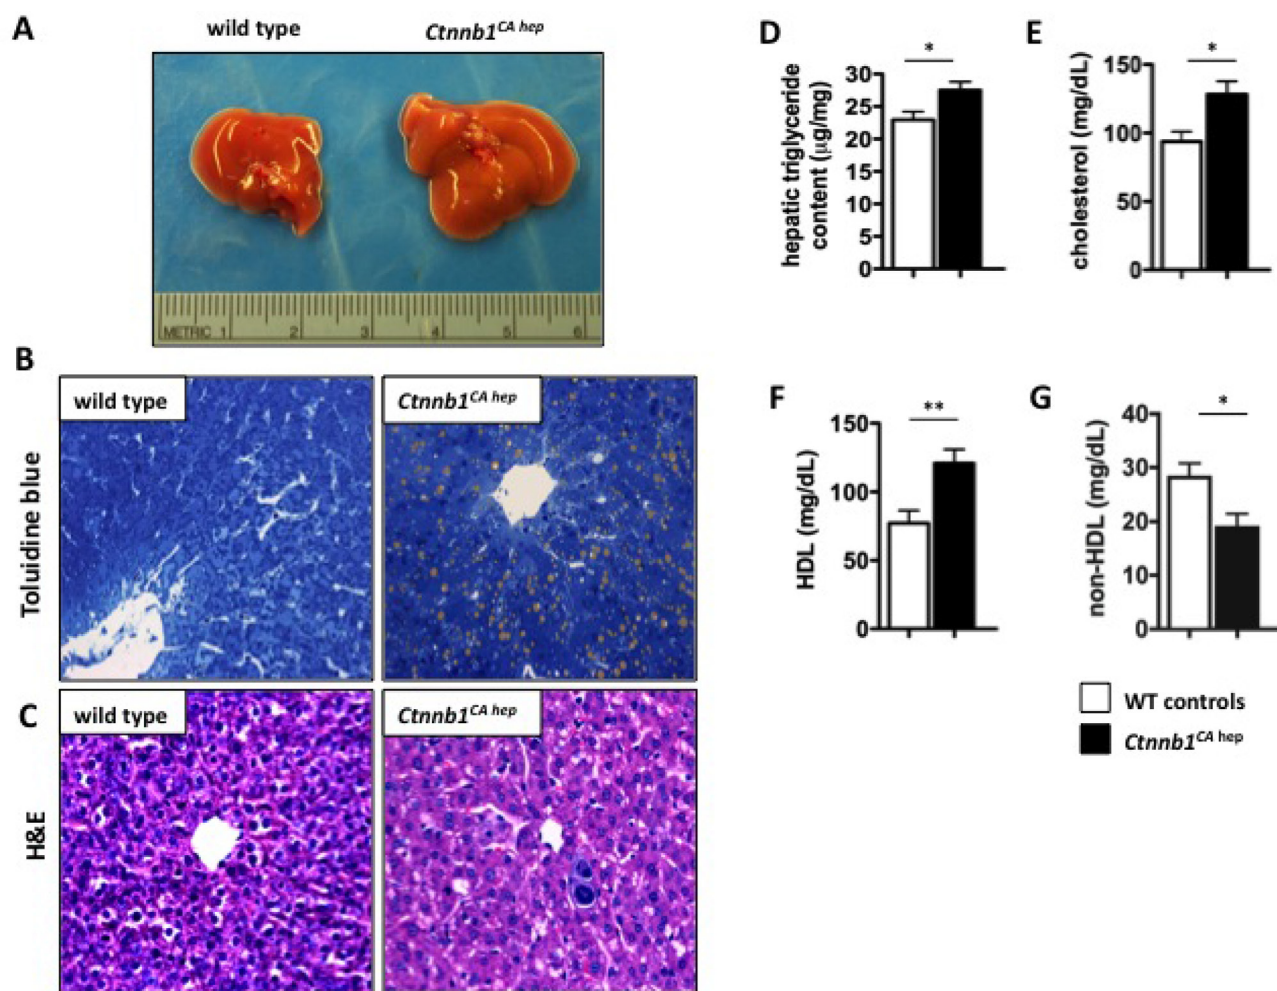 A
wild type
Ctnnb1CA hep
METRIC 1 2 3 4 5 6
B
Toluidine blue
wild type
Ctnnb1CA hep
C
H&E
wild type
Ctnnb1CA hep
D
*
hepatic triglyceride
content (μg/mg)
30
25
20
15
10
5
0
E
*
cholesterol (mg/dL)
150
100
50
0
F
**
HDL (mg/dL)
150
100
50
0
G
*
non-HDL (mg/dL)
40
30
20
10
0
WT controls
Ctnnb1CA hep